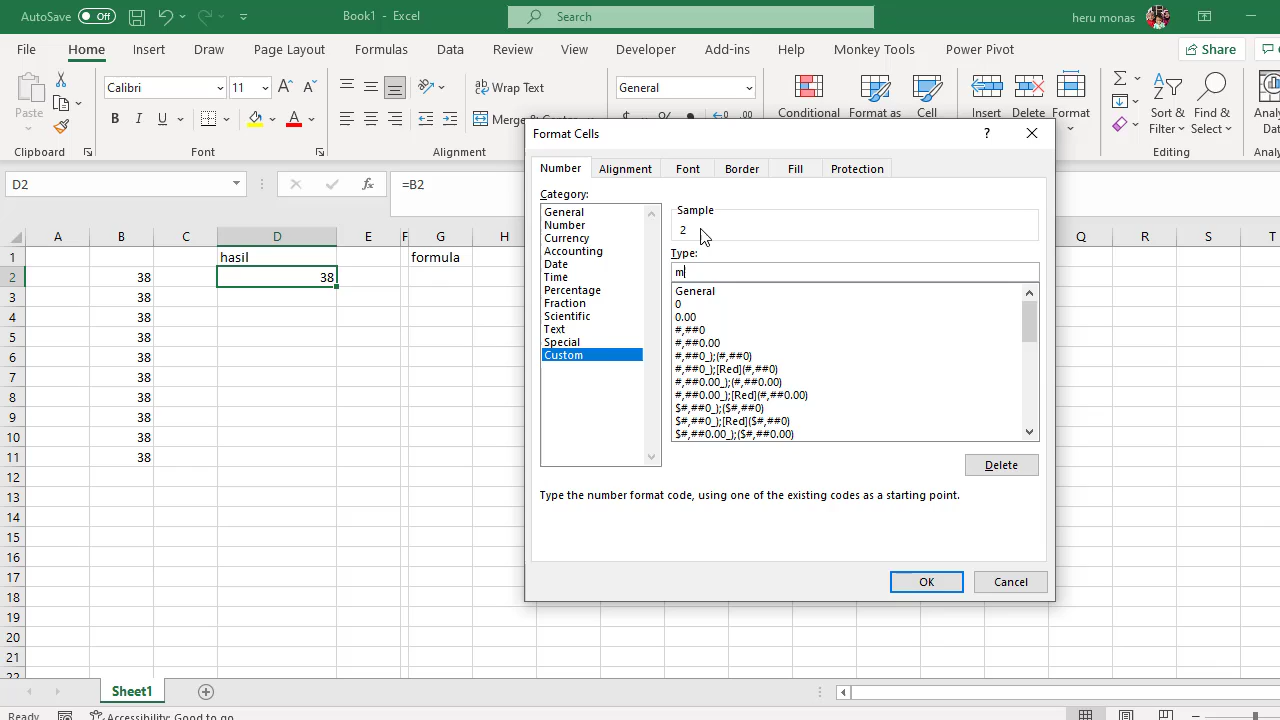 AutoSave Off Book1 - Excel Search heru monas
File Home Insert Draw Page Layout Formulas Data Review View Developer Add-ins Help Monkey Tools Power Pivot Share
Paste
Calibri 11 Wrap Text General
B I U A
Conditional Format as Cell Insert Delete Format Sort & Find &
Filter Select
Clipboard Font Alignment Editing
D2 fx =B2
A B C D E F G H Q R S T
1 hasil formula
2 38 38
3 38
4 38
5 38
6 38
7 38
8 38
9 38
10 38
11 38
12
13
14
15
16
17
18
19
20
21
22
Format Cells ?
Number Alignment Font Border Fill Protection
Category:
General
Number
Currency
Accounting
Date
Time
Percentage
Fraction
Scientific
Text
Special
Custom
Sample
2
Type:
m
General
0
0.00
#,##0
#,##0.00
#,##0_);(#,##0)
#,##0_);[Red](#,##0)
#,##0.00_);(#,##0.00)
#,##0.00_);[Red](#,##0.00)
$#,##0_);($#,##0)
$#,##0_);[Red]($#,##0)
$#,##0.00_);($#,##0.00)
Delete
Type the number format code, using one of the existing codes as a starting point.
OK Cancel
Sheet1
Ready Accessibility: Good to go